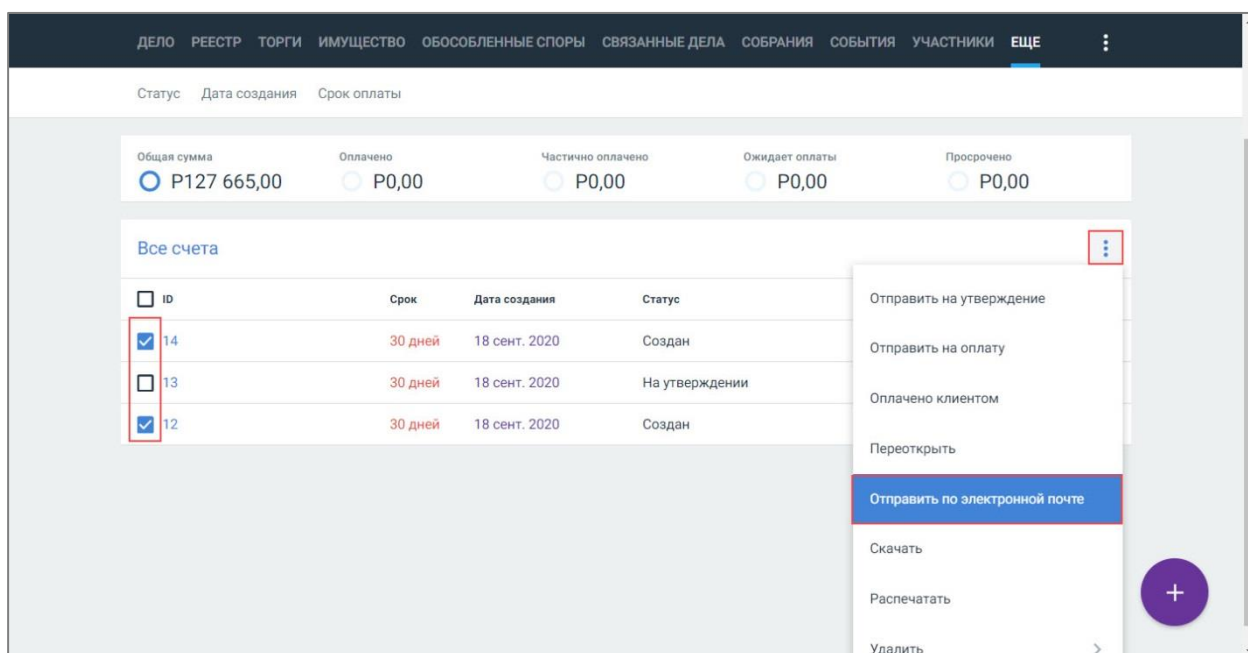 ДЕЛО РЕЕСТР ТОРГИ ИМУЩЕСТВО ОБОСОБЛЕННЫЕ СПОРЫ СВЯЗАННЫЕ ДЕЛА СОБРАНИЯ СОБЫТИЯ УЧАСТНИКИ ЕЩЕ
Статус Дата создания Срок оплаты
Общая сумма Оплачено Частично оплачено Ожидает оплаты Просрочено
Р127 665,00 Р0,00 Р0,00 Р0,00 Р0,00
Все счета
ID Срок Дата создания Статус
14 30 дней 18 сент. 2020 Создан
13 30 дней 18 сент. 2020 На утверждении
12 30 дней 18 сент. 2020 Создан
Отправить на утверждение
Отправить на оплату
Оплачено клиентом
Переоткрыть
Отправить по электронной почте
Скачать
Распечатать
Удалить
+